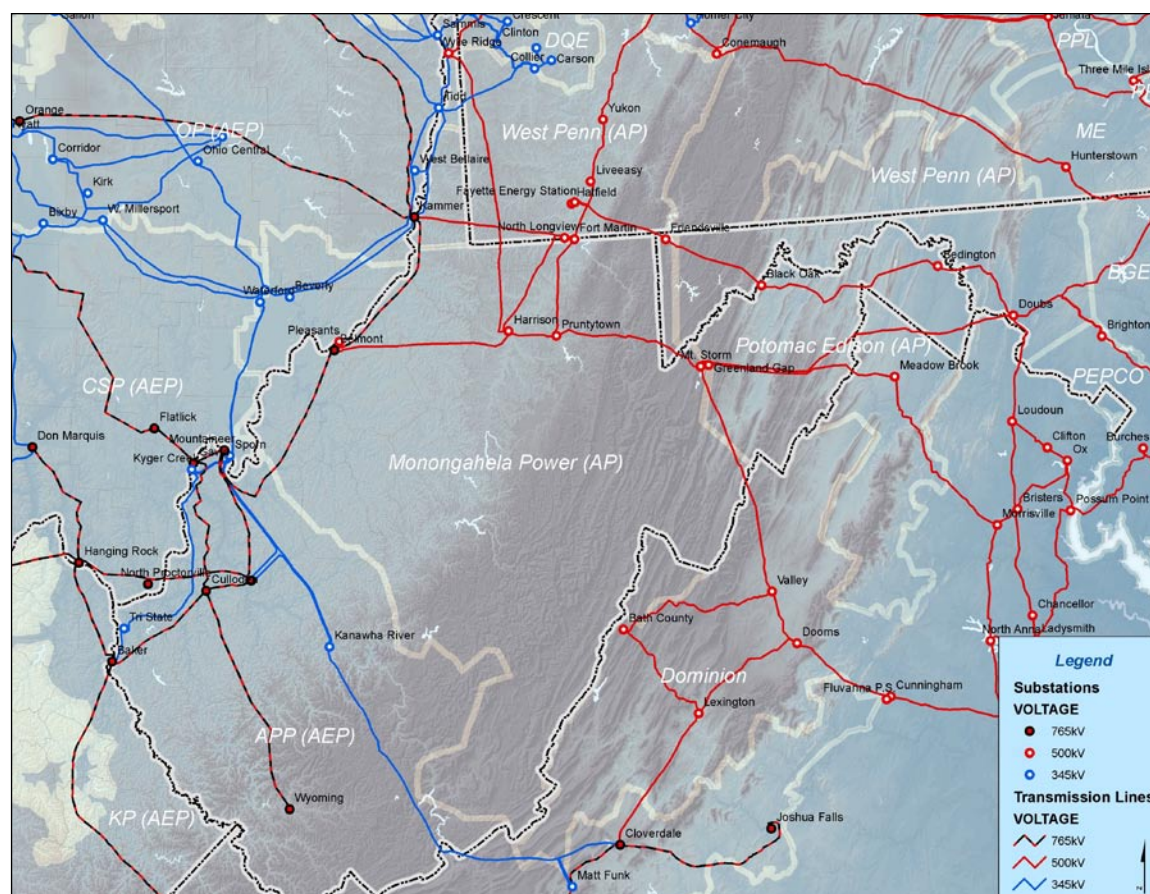 Galion
Sammis
Crescent
Clinton
DQE
Homer City
Juniata
Wylie Ridge
Collier
Carson
Conemaugh
PPL
Three Mile Isl
Tidd
Orange
Hyatt
OP (AEP)
Yukon
West Penn (AP)
ME
Corridor
Ohio Central
West Bellaire
Hunterstown
Kirk
Liveeasy
West Penn (AP)
Fayette Energy Station
Hatfield
Bixby
W. Millersport
Kammer
North Longview
Fort Martin
Friendsville
Bedington
Black Oak
BGE
Waterford
Beverly
Doubs
Pleasants
Belmont
Harrison
Pruntytown
Brighton
Potomac Edison (AP)
Mt. Storm
Greenland Gap
Meadow Brook
PEPCO
CSP (AEP)
Flatlick
Loudoun
Don Marquis
Mountaineer
Sporn
Kyger Creek
Gav
Monongahela Power (AP)
Clifton
Ox
Burches
Bristers
Morrisville
Possum Point
Hanging Rock
North Proctorville
Culloden
Valley
Tri State
Kanawha River
Bath County
Dooms
Chancellor
North Anna
Ladysmith
Baker
Dominion
Fluvanna P.S.
Cunningham
Lexington
APP (AEP)
Wyoming
KP (AEP)
Cloverdale
Joshua Falls
Matt Funk
Legend
Substations
VOLTAGE
765kV
500kV
345kV
Transmission Lines
VOLTAGE
765kV
500kV
345kV